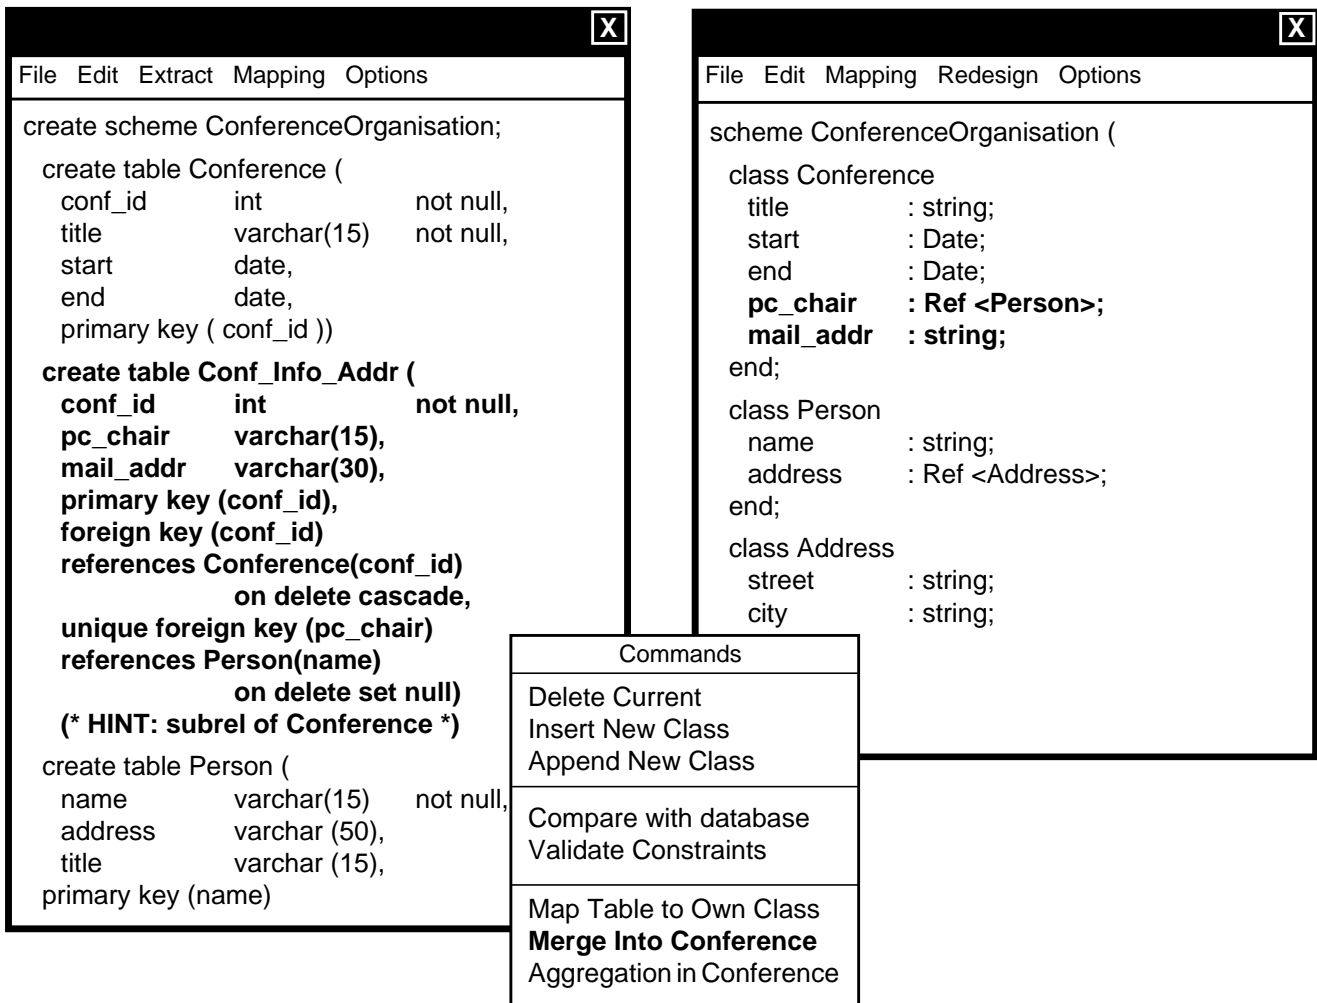 X
File Edit Extract Mapping Options
create scheme ConferenceOrganisation;
create table Conference (
conf_id int not null,
title varchar(15) not null,
start date,
end date,
primary key ( conf_id ))
create table Conf_Info_Addr (
conf_id int not null,
pc_chair varchar(15),
mail_addr varchar(30),
primary key (conf_id),
foreign key (conf_id)
references Conference(conf_id)
on delete cascade,
unique foreign key (pc_chair)
references Person(name)
on delete set null)
(* HINT: subrel of Conference *)
create table Person (
name varchar(15) not null,
address varchar (50),
title varchar (15),
primary key (name)
X
File Edit Mapping Redesign Options
scheme ConferenceOrganisation (
class Conference
title : string;
start : Date;
end : Date;
pc_chair : Ref <Person>;
mail_addr : string;
end;
class Person
name : string;
address : Ref <Address>;
end;
class Address
street : string;
city : string;
Commands
Delete Current
Insert New Class
Append New Class
Compare with database
Validate Constraints
Map Table to Own Class
Merge Into Conference
Aggregation in Conference